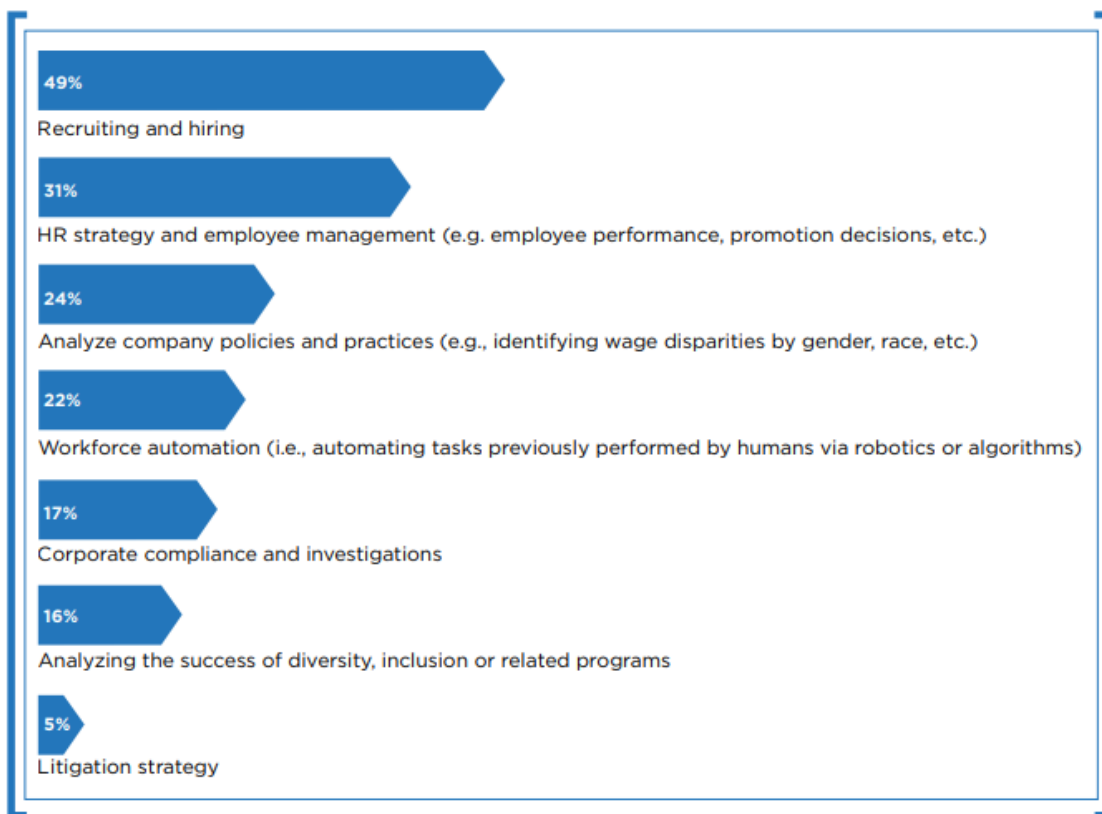 49%
Recruiting and hiring
31%
HR strategy and employee management (e.g. employee performance, promotion decisions, etc.)
24%
Analyze company policies and practices (e.g., identifying wage disparities by gender, race, etc.)
22%
Workforce automation (i.e., automating tasks previously performed by humans via robotics or algorithms)
17%
Corporate compliance and investigations
16%
Analyzing the success of diversity, inclusion or related programs
5%
Litigation strategy